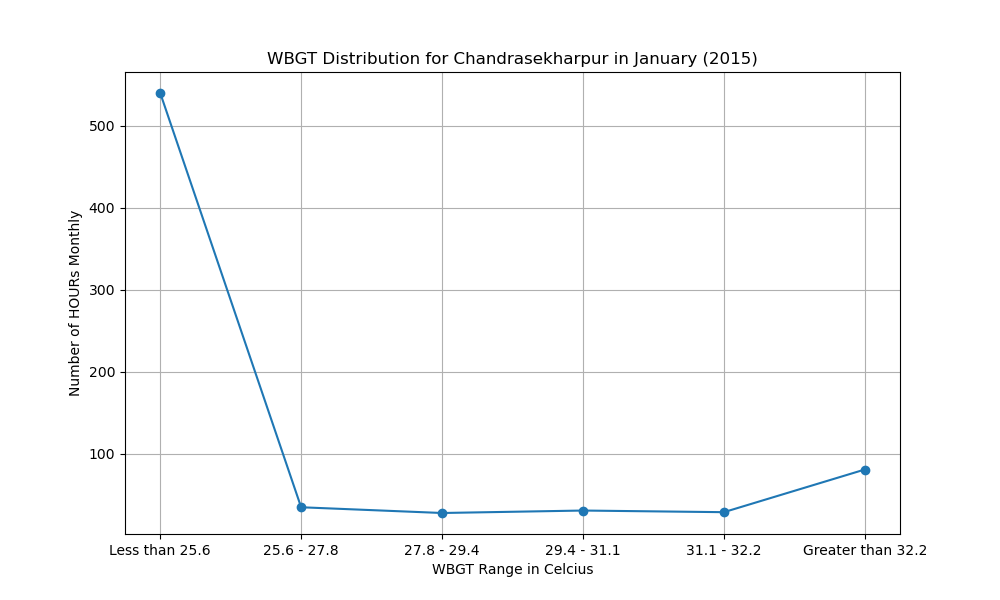 WBGT Distribution for Chandrasekharpur in January (2015)
Number of HOURs Monthly
500
400
300
200
100
Less than 25.6
25.6 - 27.8
27.8 - 29.4
29.4 - 31.1
31.1 - 32.2
Greater than 32.2
WBGT Range in Celcius